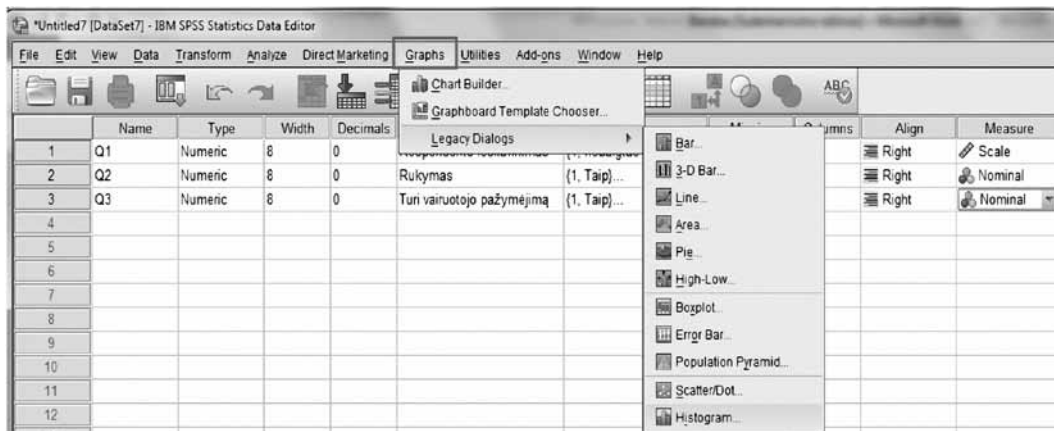 *Untitled7 [DataSet7] - IBM SPSS Statistics Data Editor
File Edit View Data Transform Analyze Direct Marketing Graphs Utilities Add-ons Window Help
Chart Builder...
Graphboard Template Chooser...
Legacy Dialogs
ABC
Name Type Width Decimals Align Measure
1 Q1 Numeric 8 0 Right Scale
2 Q2 Numeric 8 0 Rukymas {1, Taip}... Right Nominal
3 Q3 Numeric 8 0 Turi vairuotojo pažymėjimą {1, Taip}... Right Nominal
4
5
6
7
8
9
10
11
12
Bar...
3-D Bar...
Line...
Area...
Pie...
High-Low...
Boxplot...
Error Bar...
Population Pyramid...
Scatter/Dot...
Histogram...